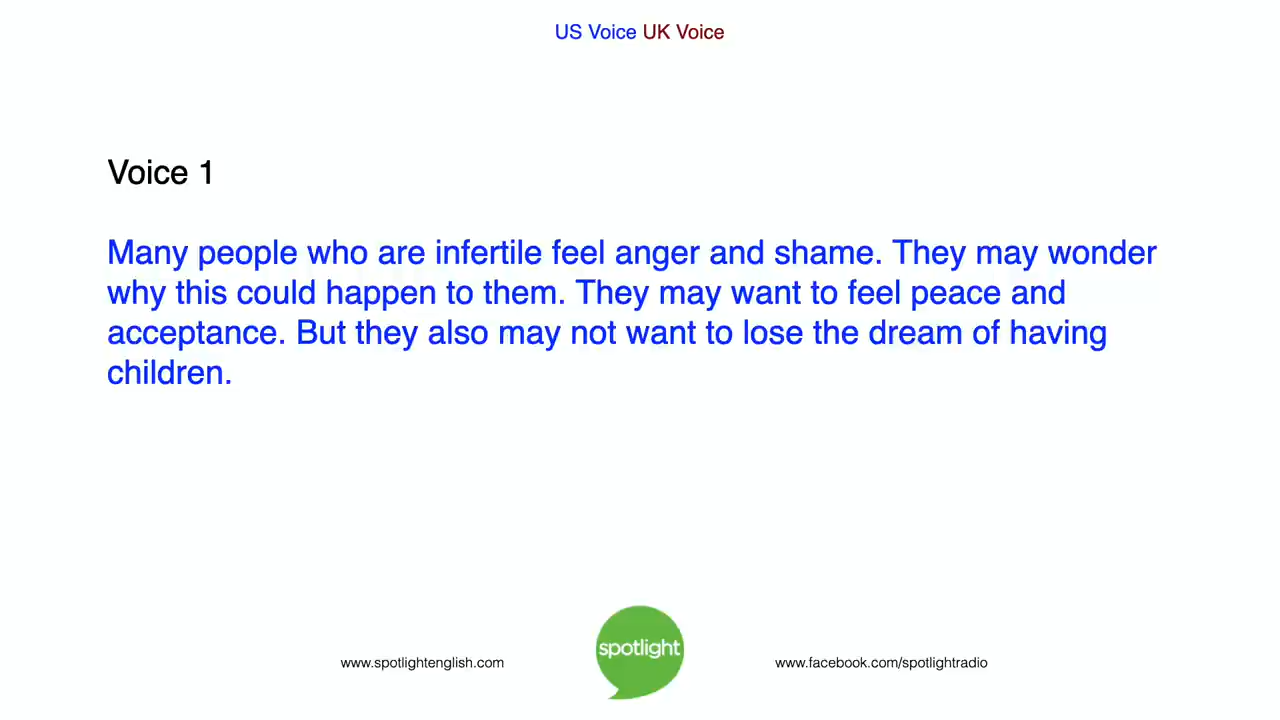 US Voice UK Voice
Voice 1
Many people who are infertile feel anger and shame. They may wonder
why this could happen to them. They may want to feel peace and
acceptance. But they also may not want to lose the dream of having
children.
spotlight
www.spotlightenglish.com
www.facebook.com/spotlightradio